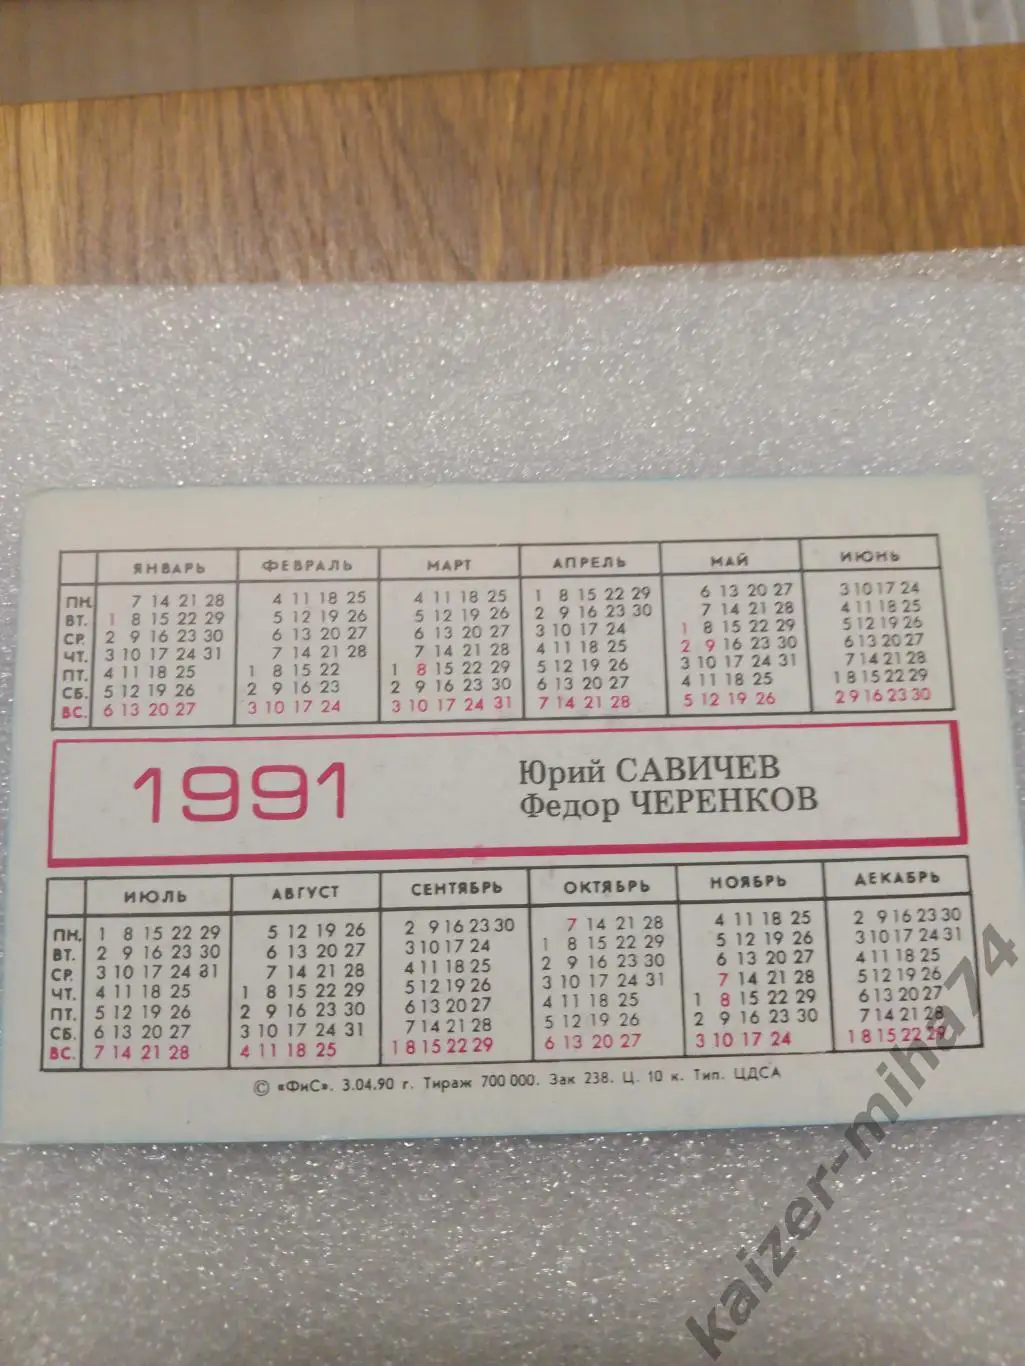 ЯНВАРЬ ФЕВРАЛЬ МАРТ АПРЕЛЬ МАЙ ИЮНЬ
ПН. 7 14 21 28 4 11 18 25 4 11 18 25 1 8 15 22 29 6 13 20 27 3 10 17 24
ВТ. 1 8 15 22 29 5 12 19 26 5 12 19 26 2 9 16 23 30 7 14 21 28 4 11 18 25
СР. 2 9 16 23 30 6 13 20 27 6 13 20 27 3 10 17 24 1 8 15 22 29 5 12 19 26
ЧТ. 3 10 17 24 31 7 14 21 28 7 14 21 28 4 11 18 25 2 9 16 23 30 6 13 20 27
ПТ. 4 11 18 25 1 8 15 22 1 8 15 22 29 5 12 19 26 3 10 17 24 31 7 14 21 28
СБ. 5 12 19 26 2 9 16 23 2 9 16 23 30 6 13 20 27 4 11 18 25 1 8 15 22 29
ВС. 6 13 20 27 3 10 17 24 3 10 17 24 31 7 14 21 28 5 12 19 26 2 9 16 23 30
1991 Юрий САВИЧЕВ
Федор ЧЕРЕНКОВ
ИЮЛЬ АВГУСТ СЕНТЯБРЬ ОКТЯБРЬ НОЯБРЬ ДЕКАБРЬ
ПН. 1 8 15 22 29 5 12 19 26 2 9 16 23 30 7 14 21 28 4 11 18 25 2 9 16 23 30
ВТ. 2 9 16 23 30 6 13 20 27 3 10 17 24 1 8 15 22 29 5 12 19 26 3 10 17 24 31
СР. 3 10 17 24 31 7 14 21 28 4 11 18 25 2 9 16 23 30 6 13 20 27 4 11 18 25
ЧТ. 4 11 18 25 1 8 15 22 29 5 12 19 26 3 10 17 24 31 7 14 21 28 5 12 19 26
ПТ. 5 12 19 26 2 9 16 23 30 6 13 20 27 4 11 18 25 1 8 15 22 29 6 13 20 27
СБ. 6 13 20 27 3 10 17 24 31 7 14 21 28 5 12 19 26 2 9 16 23 30 7 14 21 28
ВС. 7 14 21 28 4 11 18 25 1 8 15 22 29 6 13 20 27 3 10 17 24 1 8 15 22 29
© «ФиС». 3.04.90 г. Тираж 700 000. Зак 238. Ц. 10 к. Тип. ЦДСА
kaizer-miha74